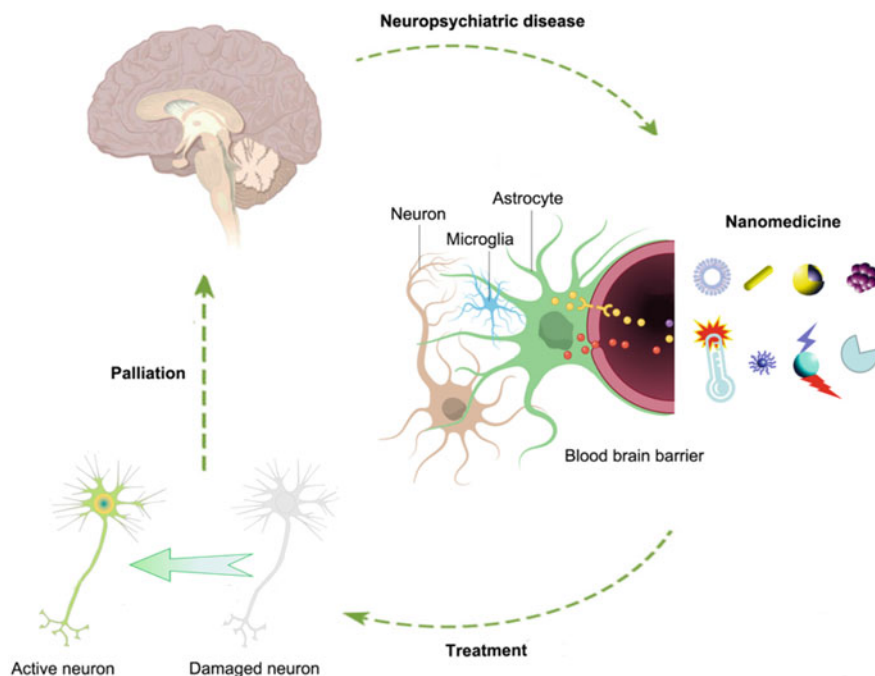 Neuropsychiatric disease
Astrocyte
Neuron
Microglia
Nanomedicine
Palliation
Blood brain barrier
Treatment
Active neuron
Damaged neuron